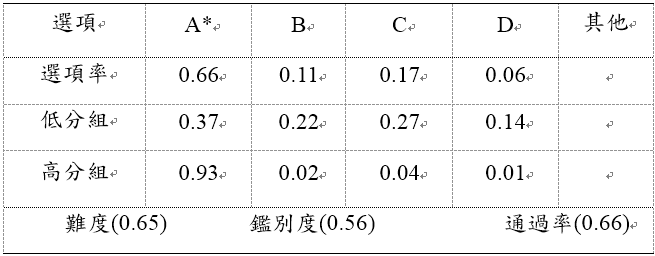 選項 A* B C D 其他
選項率 0.66 0.11 0.17 0.06
低分組 0.37 0.22 0.27 0.14
高分組 0.93 0.02 0.04 0.01
難度(0.65) 鑑別度(0.56) 通過率(0.66)